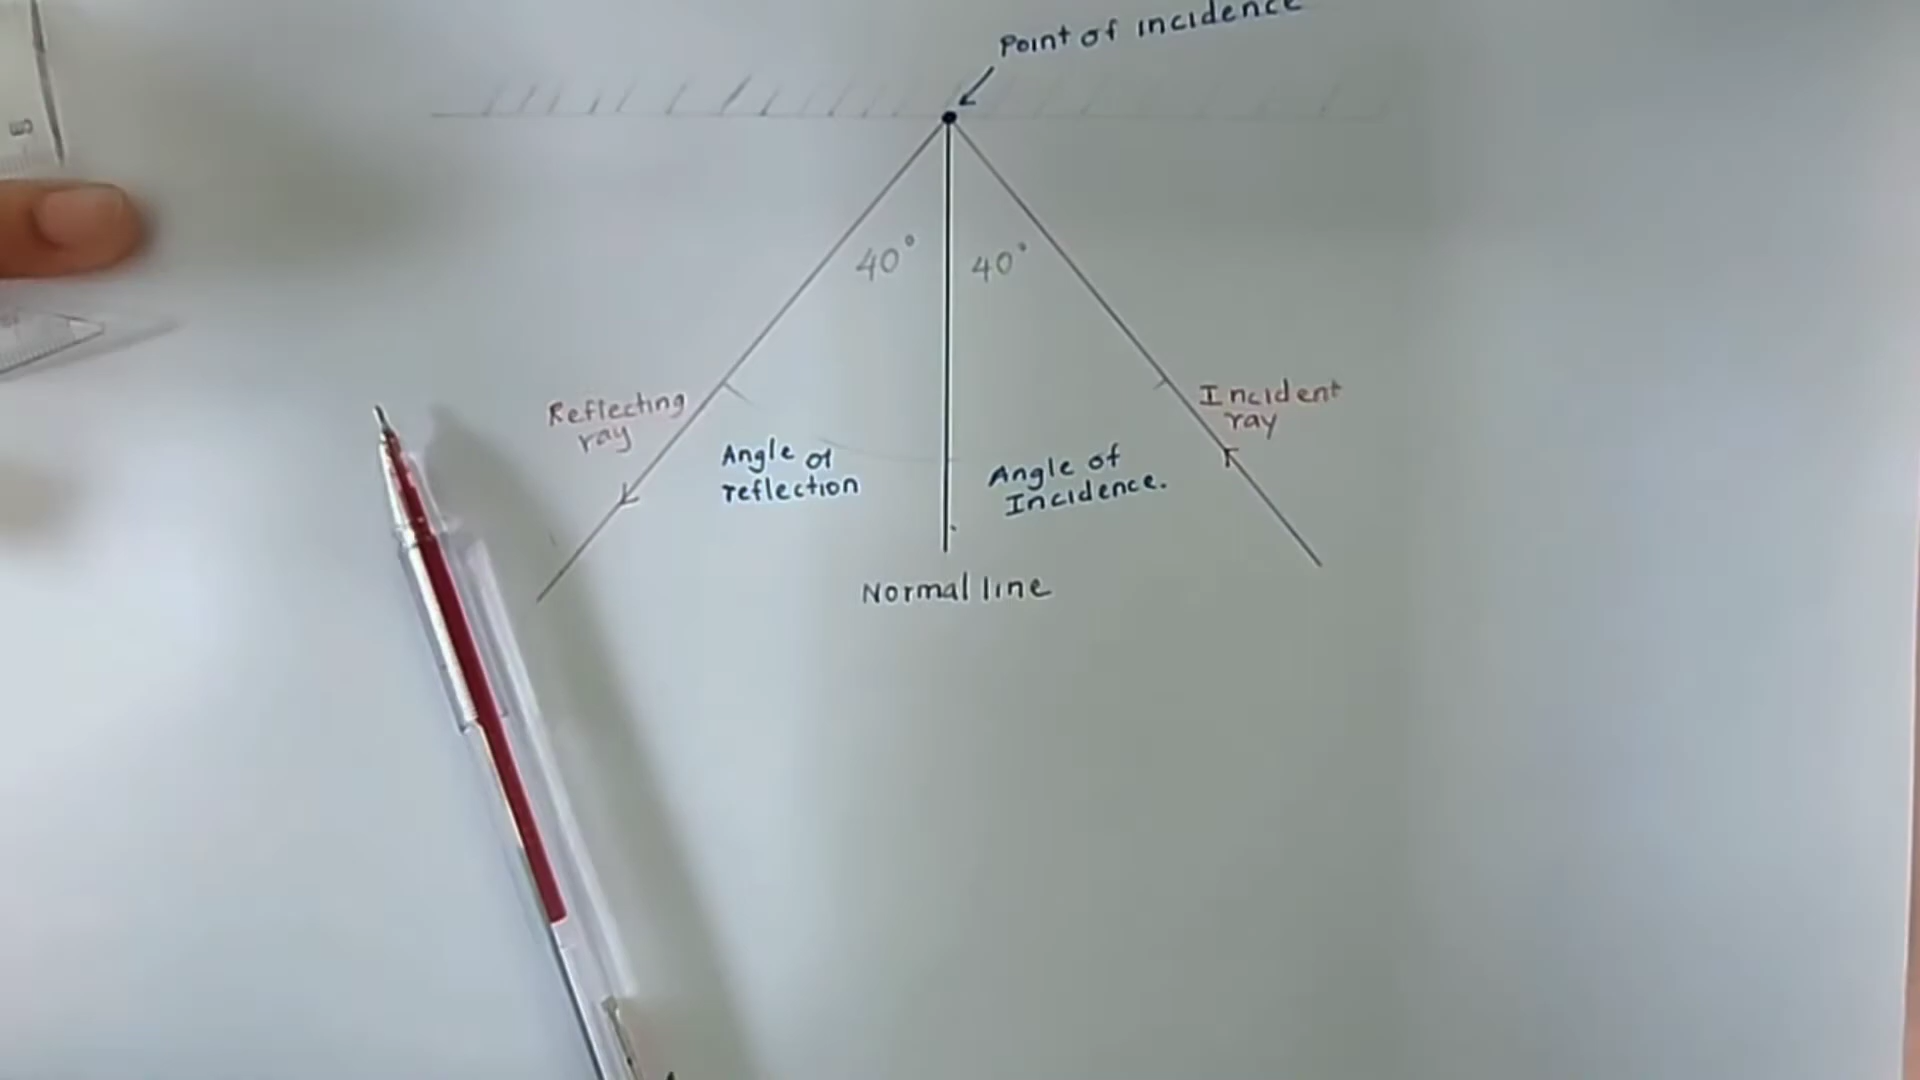 Point of incidence
40° 40°
Reflecting
ray
Incident
ray
Angle of
reflection
Angle of
Incidence.
Normal line